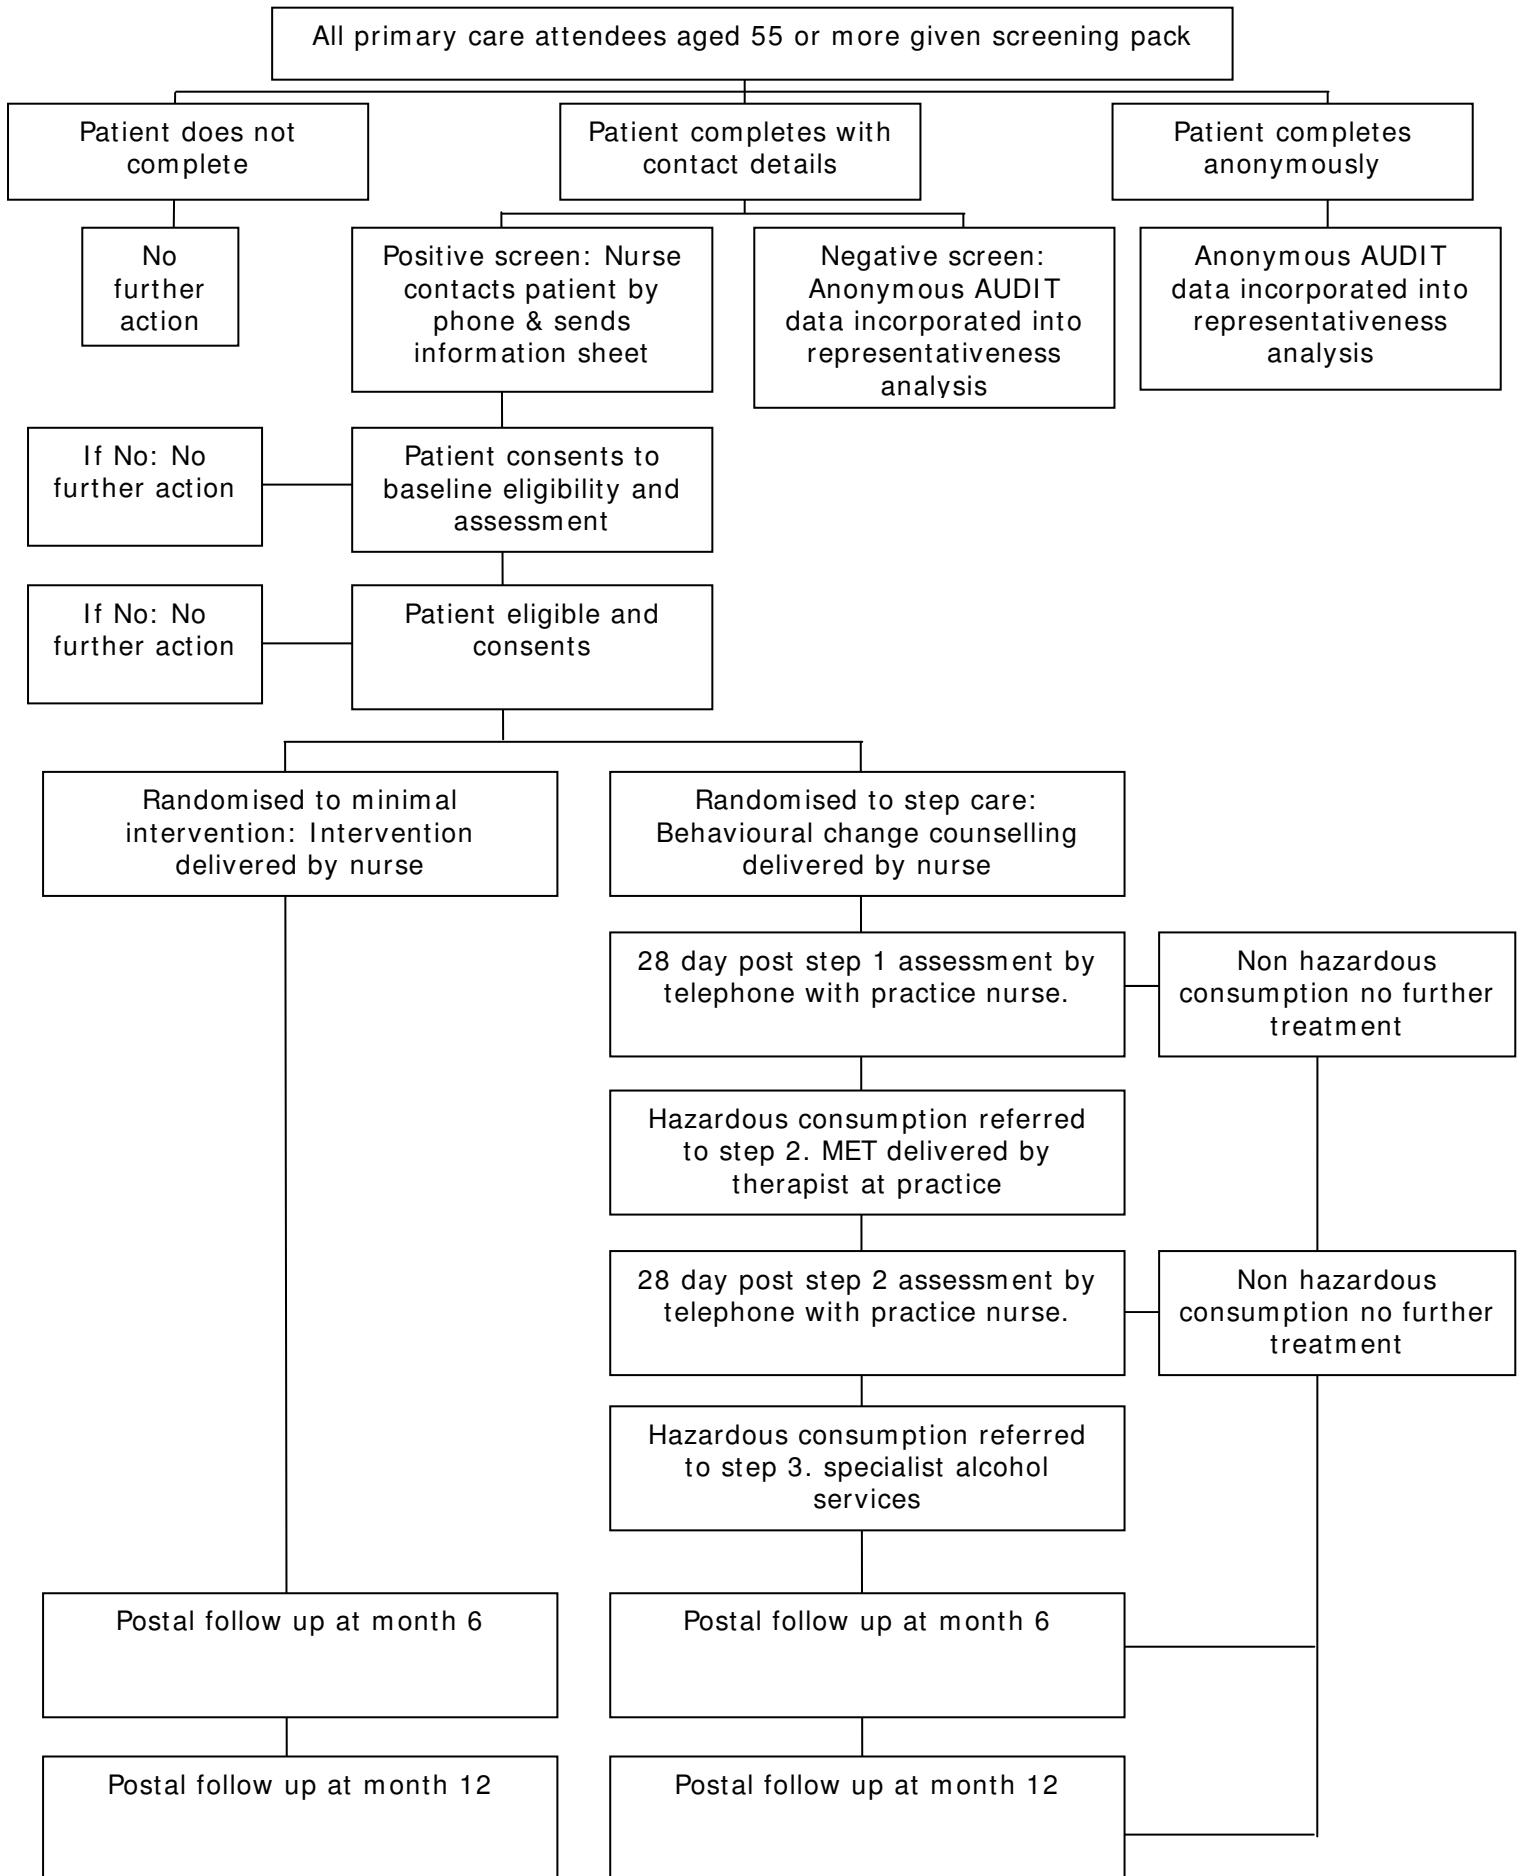 All primary care attendees aged 55 or more given screening pack
Patient does not
complete
Patient completes with
contact details
Patient completes
anonymously
No
further
action
Positive screen: Nurse
contacts patient by
phone & sends
information sheet
Negative screen:
Anonymous AUDIT
data incorporated into
representativeness
analysis
Anonymous AUDIT
data incorporated into
representativeness
analysis
If No: No
further action
Patient consents to
baseline eligibility and
assessment
If No: No
further action
Patient eligible and
consents
Randomised to minimal
intervention: Intervention
delivered by nurse
Randomised to step care:
Behavioural change counselling
delivered by nurse
28 day post step 1 assessment by
telephone with practice nurse.
Non hazardous
consumption no further
treatment
Hazardous consumption referred
to step 2. MET delivered by
therapist at practice
28 day post step 2 assessment by
telephone with practice nurse.
Non hazardous
consumption no further
treatment
Hazardous consumption referred
to step 3. specialist alcohol
services
Postal follow up at month 6
Postal follow up at month 6
Postal follow up at month 12
Postal follow up at month 12